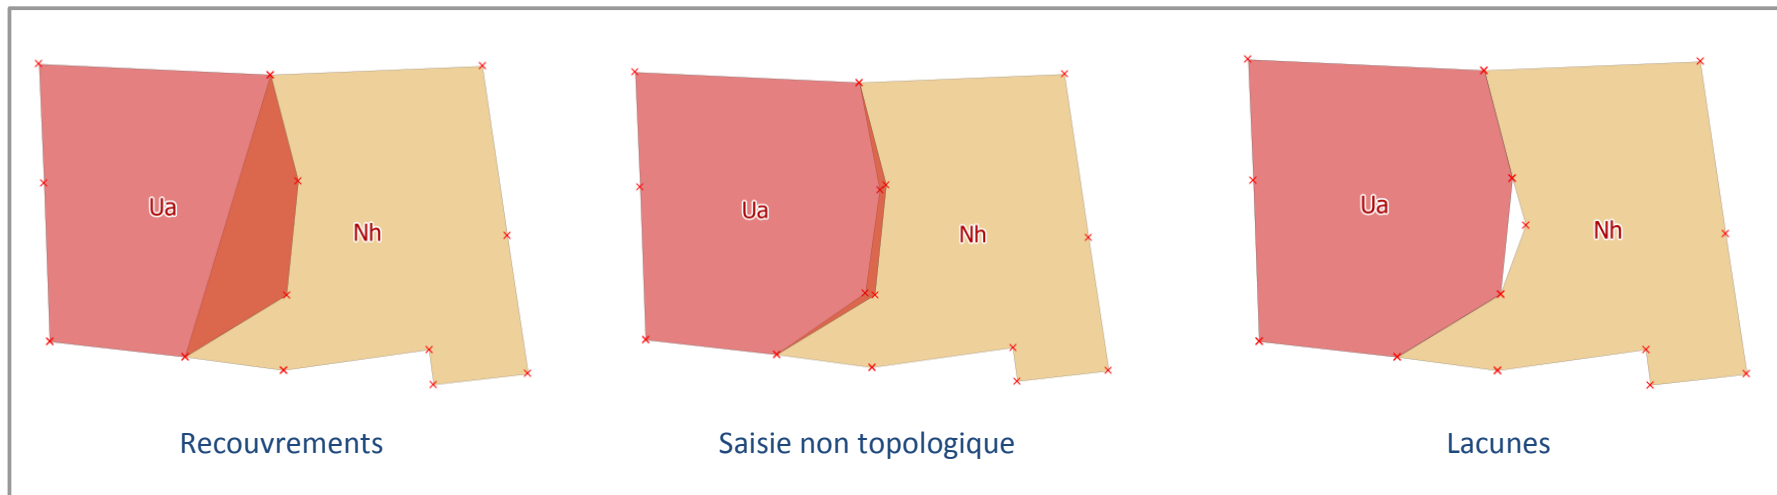 Ua
Nh
Ua
Nh
Ua
Nh
Recouvrements
Saisie non topologique
Lacunes